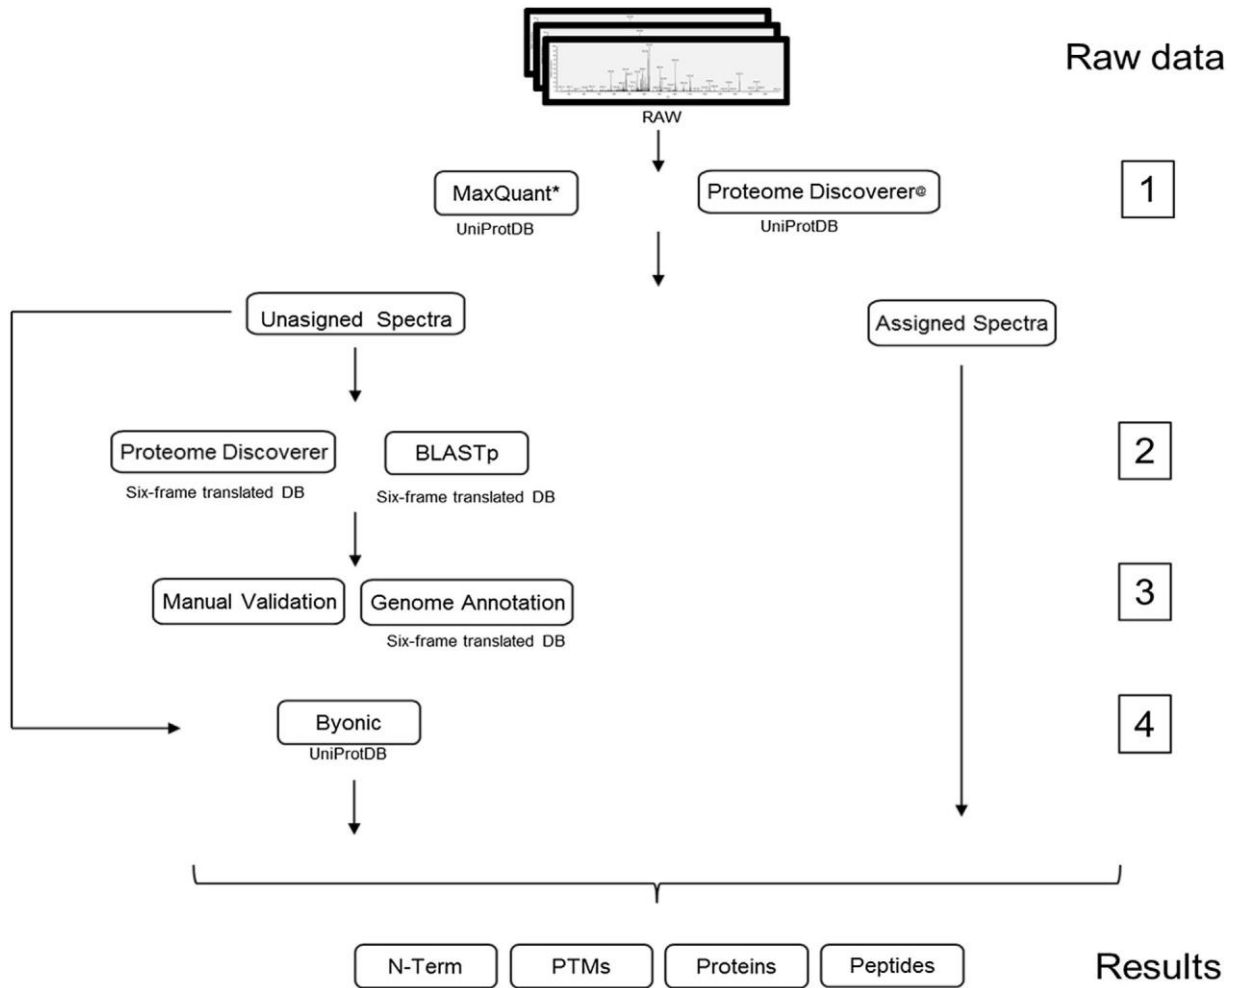 Raw data
RAW
MaxQuant*
Proteome Discoverer@
1
UniProtDB
UniProtDB
Unasigned Spectra
Assigned Spectra
Proteome Discoverer
BLASTp
2
Six-frame translated DB
Six-frame translated DB
Manual Validation
Genome Annotation
3
Six-frame translated DB
Byonic
4
UniProtDB
N-Term
PTMs
Proteins
Peptides
Results